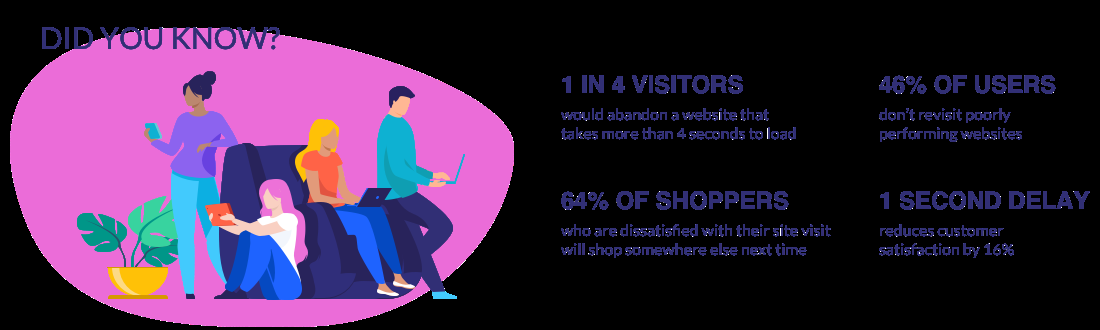 DID YOU KNOW?
1 IN 4 VISITORS
would abandon a website that
takes more than 4 seconds to load
46% OF USERS
don't revisit poorly
performing websites
64% OF SHOPPERS
who are dissatisfied with their site visit
will shop somewhere else next time
1 SECOND DELAY
reduces customer
satisfaction by 16%